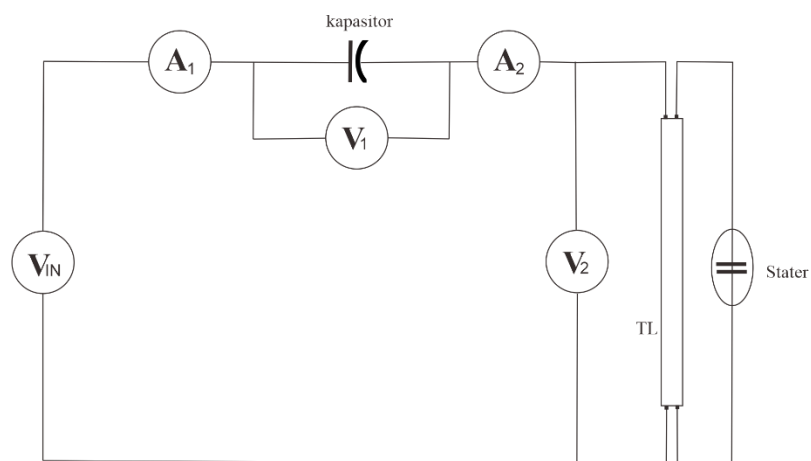 kapasitor
A1
A2
V1
VIN
V2
Stater
TL